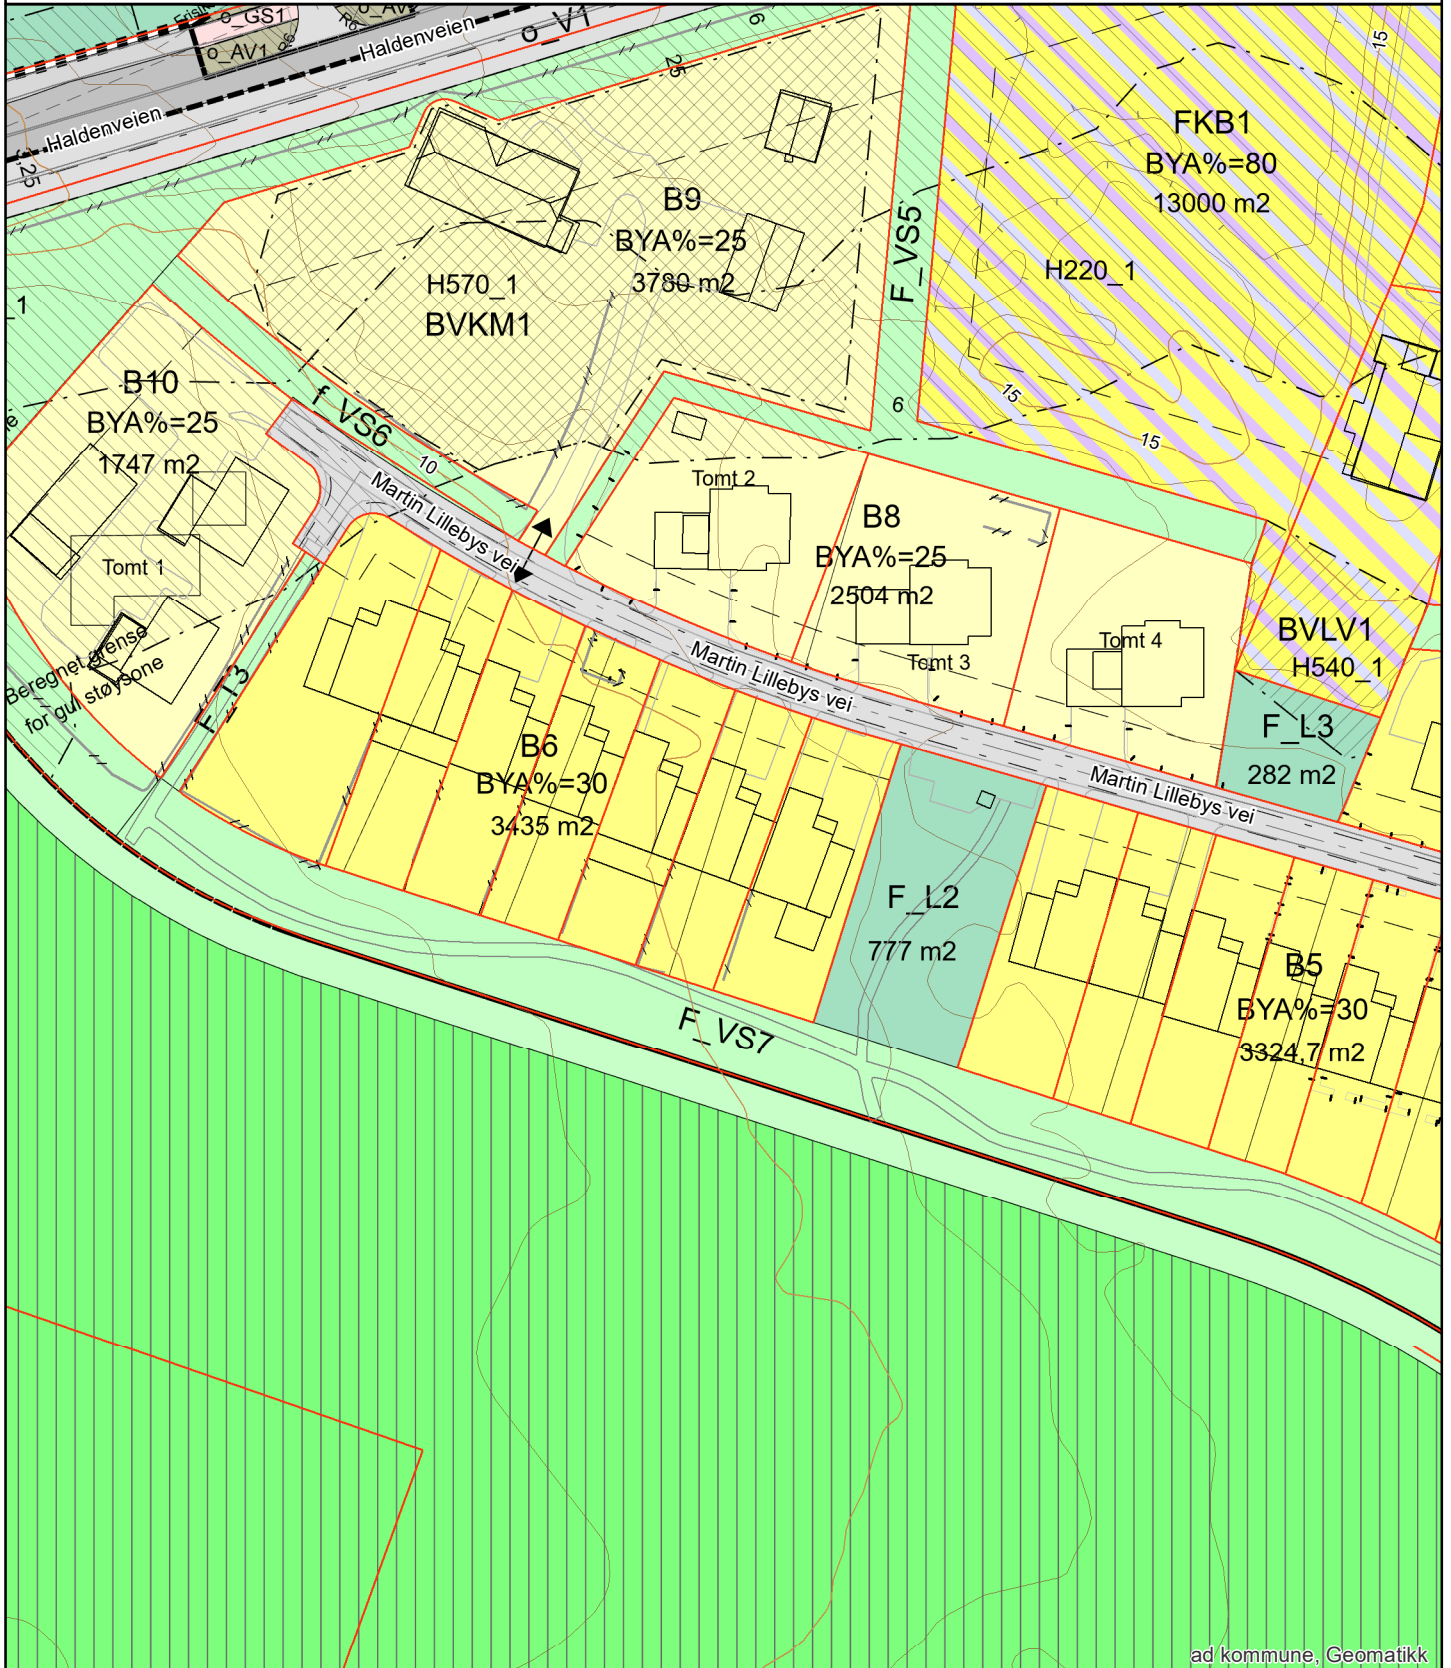 o_GS1
o_AV1
R6
Haldenveien
o_V1
6
25
15
Haldenveien
FKB1
BYA%=80
13000 m2
B9
BYA%=25
3780 m2
F_VS5
H220_1
H570_1
BVKM1
_1
B10
BYA%=25
1747 m2
f_VS6
10
6
15
15
Martin Lillebys vei
Tomt 2
B8
BYA%=25
2504 m2
Tomt 1
Tomt 3
Tomt 4
BVLV1
H540_1
Beregnet grense
for gul støysone
Martin Lillebys vei
F_L3
282 m2
Martin Lillebys vei
B6
BYA%=30
3435 m2
F_L2
777 m2
B5
BYA%=30
3324,7 m2
F_VS7
ad kommune, Geomatikk